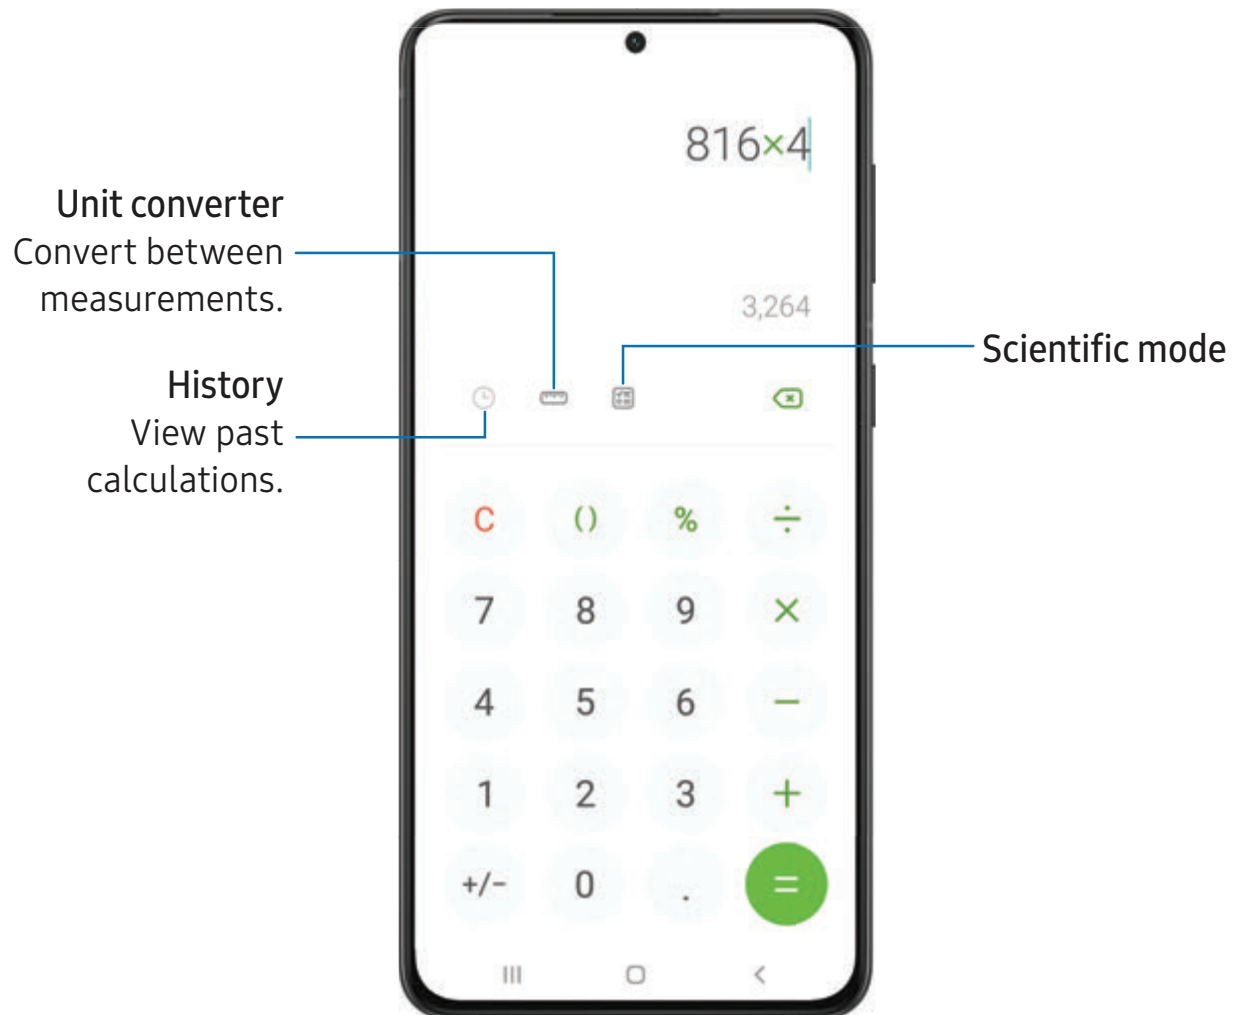 816×4
Unit converter
Convert between
measurements.
3,264
Scientific mode
History
View past
calculations.
C () % ÷
7 8 9 ×
4 5 6 −
1 2 3 +
+/− 0 . =